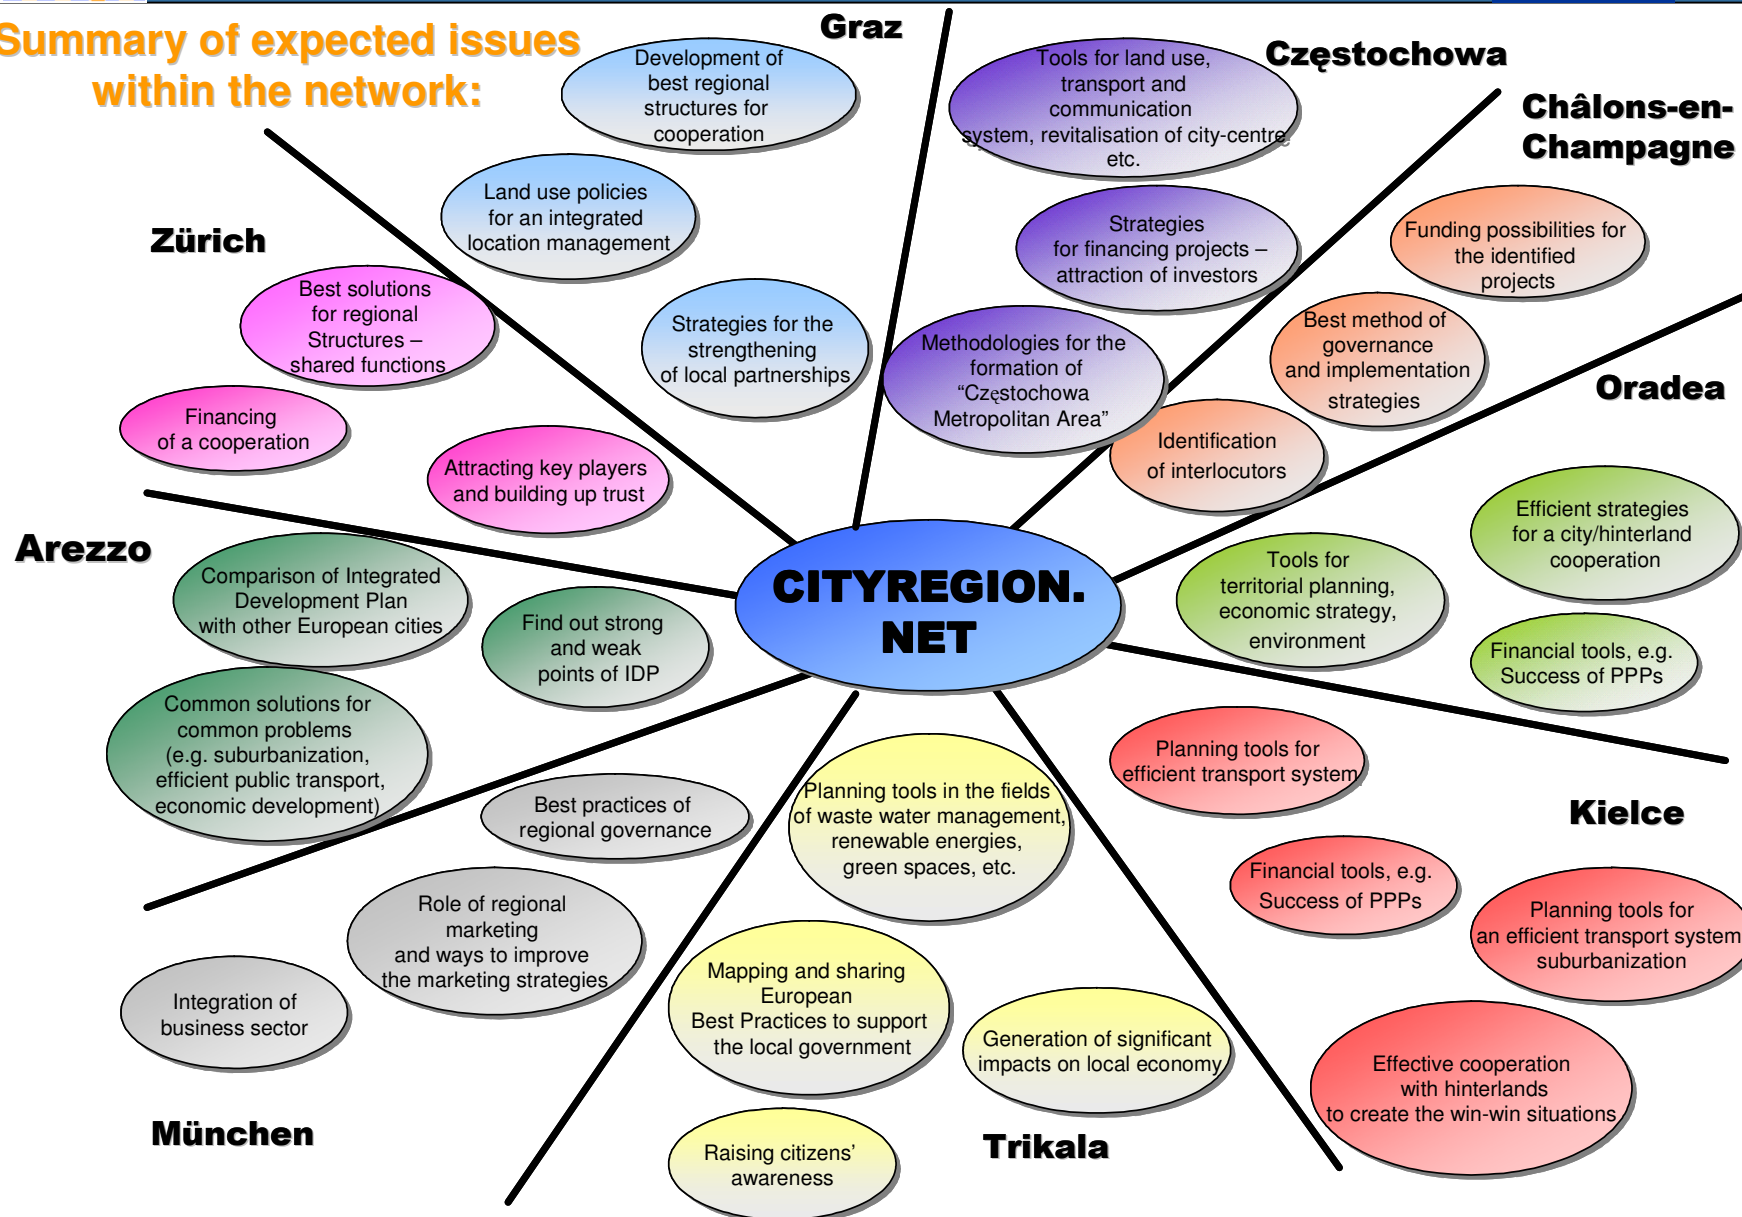 Summary of expected issues
within the network:
Graz
Development of
best regional
structures for
cooperation
Land use policies
for an integrated
location management
Strategies for the
strengthening
of local partnerships
Częstochowa
Tools for land use,
transport and
communication
system, revitalisation of city-centre
etc.
Strategies
for financing projects –
attraction of investors
Methodologies for the
formation of
“Częstochowa
Metropolitan Area”
Châlons-en-
Champagne
Funding possibilities for
the identified
projects
Best method of
governance
and implementation
strategies
Identification
of interlocutors
Oradea
Efficient strategies
for a city/hinterland
cooperation
Tools for
territorial planning,
economic strategy,
environment
Financial tools, e.g.
Success of PPPs
Kielce
Planning tools for
efficient transport system
Financial tools, e.g.
Success of PPPs
Planning tools for
an efficient transport system
suburbanization
Effective cooperation
with hinterlands
to create the win-win situations
Trikala
Planning tools in the fields
of waste water management,
renewable energies,
green spaces, etc.
Mapping and sharing
European
Best Practices to support
the local government
Generation of significant
impacts on local economy
Raising citizens’
awareness
München
Best practices of
regional governance
Role of regional
marketing
and ways to improve
the marketing strategies
Integration of
business sector
Arezzo
Comparison of Integrated
Development Plan
with other European cities
Find out strong
and weak
points of IDP
Common solutions for
common problems
(e.g. suburbanization,
efficient public transport,
economic development)
Zürich
Best solutions
for regional
Structures –
shared functions
Financing
of a cooperation
Attracting key players
and building up trust
CITYREGION.
NET